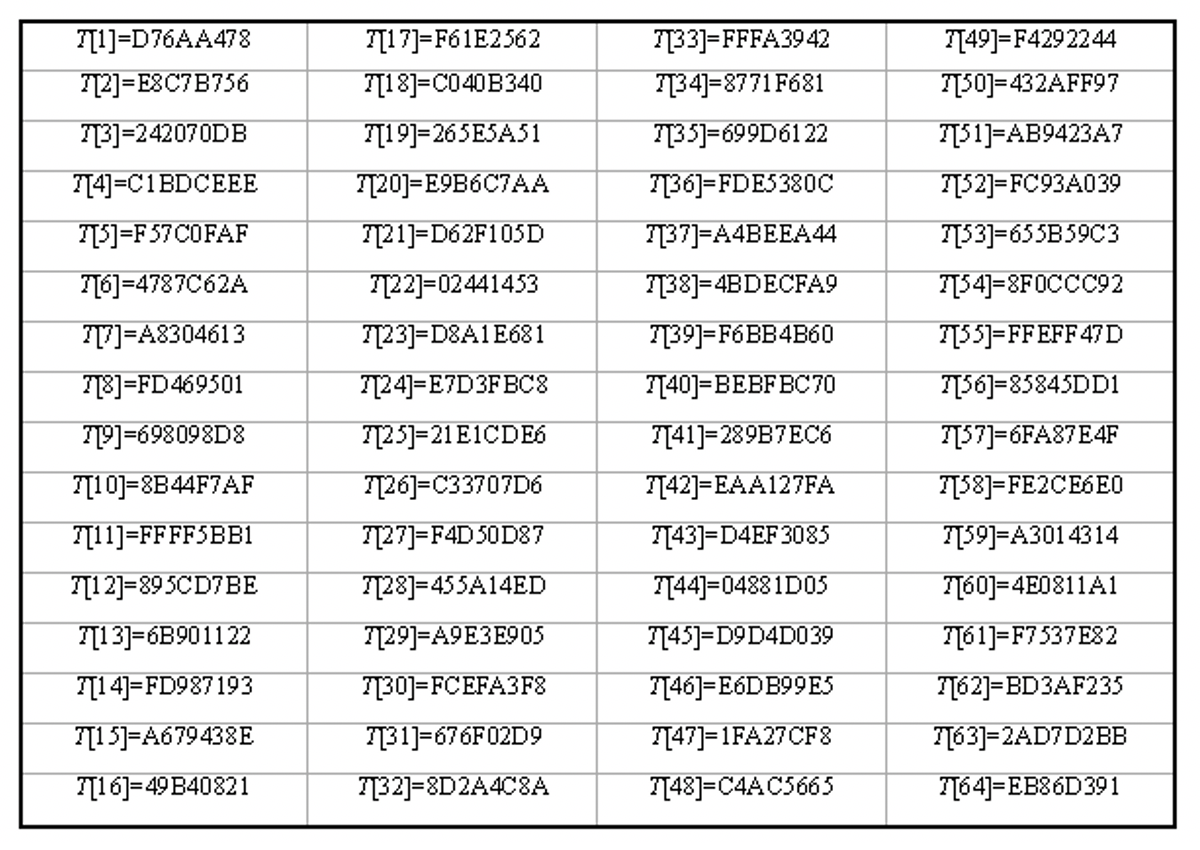 T[1]=D76AA478 T[17]=F61E2562 T[33]=FFFA3942 T[49]=F4292244
T[2]=E8C7B756 T[18]=C040B340 T[34]=8771F681 T[50]=432AFF97
T[3]=242070DB T[19]=265E5A51 T[35]=699D6122 T[51]=AB9423A7
T[4]=C1BDCEEE T[20]=E9B6C7AA T[36]=FDE5380C T[52]=FC93A039
T[5]=F57C0FAF T[21]=D62F105D T[37]=A4BEEA44 T[53]=655B59C3
T[6]=4787C62A T[22]=02441453 T[38]=4BDECFA9 T[54]=8F0CCC92
T[7]=A8304613 T[23]=D8A1E681 T[39]=F6BB4B60 T[55]=FFEFF47D
T[8]=FD469501 T[24]=E7D3FBC8 T[40]=BEBFBC70 T[56]=85845DD1
T[9]=698098D8 T[25]=21E1CDE6 T[41]=289B7EC6 T[57]=6FA87E4F
T[10]=8B44F7AF T[26]=C33707D6 T[42]=EAA127FA T[58]=FE2CE6E0
T[11]=FFFF5BB1 T[27]=F4D50D87 T[43]=D4EF3085 T[59]=A3014314
T[12]=895CD7BE T[28]=455A14ED T[44]=04881D05 T[60]=4E0811A1
T[13]=6B901122 T[29]=A9E3E905 T[45]=D9D4D039 T[61]=F7537E82
T[14]=FD987193 T[30]=FCEFA3F8 T[46]=E6DB99E5 T[62]=BD3AF235
T[15]=A679438E T[31]=676F02D9 T[47]=1FA27CF8 T[63]=2AD7D2BB
T[16]=49B40821 T[32]=8D2A4C8A T[48]=C4AC5665 T[64]=EB86D391